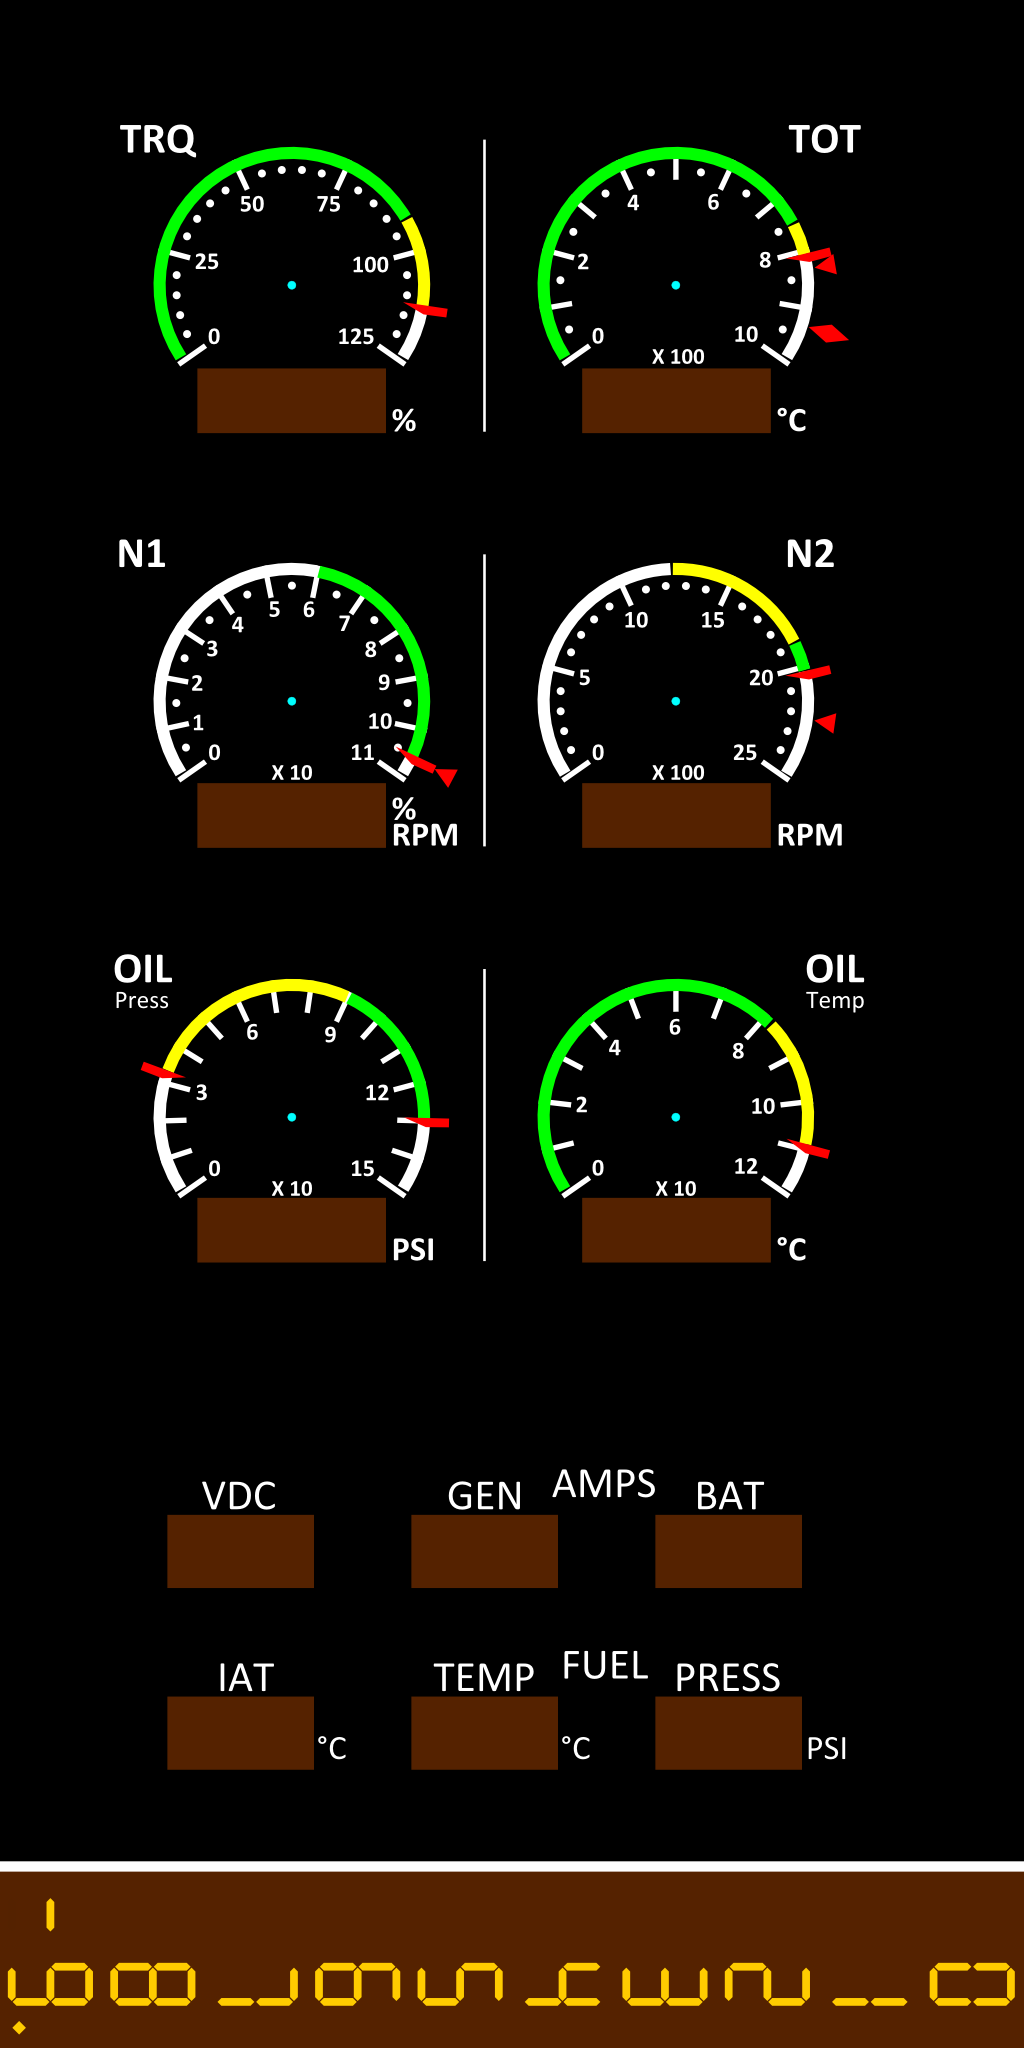 TRQ
TOT
50 75
25 100
0 125
%
4 6
2 8
0 10
X 100
°C
N1
N2
5 6
4 7
3 8
2 9
1 10
0 11
X 10
%
RPM
10 15
5 20
0 25
X 100
RPM
OIL
Press
OIL
Temp
6 9
3 12
0 15
X 10
PSI
6
4 8
2 10
0 12
X 10
°C
VDC GEN AMPS BAT
IAT TEMP FUEL PRESS
°C °C PSI